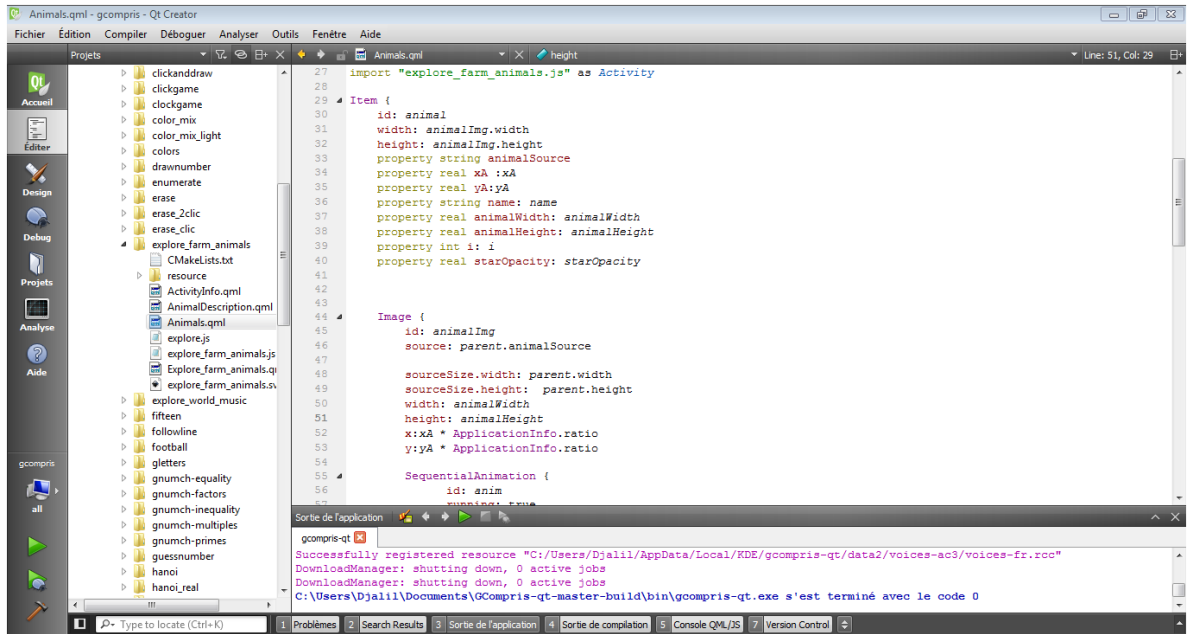 Animals.qml - gcompris - Qt Creator
Fichier Édition Compiler Déboguer Analyser Outils Fenêtre Aide
Projets
Animals.qml
height
Line: 51, Col: 29
Accueil
Éditer
Design
Debug
Projets
Analyse
Aide
gcompris
all
clickanddraw
clickgame
clockgame
color_mix
color_mix_light
colors
drawnumber
enumerate
erase
erase_2clic
erase_clic
explore_farm_animals
CMakeLists.txt
resource
ActivityInfo.qml
AnimalDescription.qml
Animals.qml
explore.js
explore_farm_animals.js
Explore_farm_animals.q
explore_farm_animals.sv
explore_world_music
fifteen
followline
football
gletters
gnumch-equality
gnumch-factors
gnumch-inequality
gnumch-multiples
gnumch-primes
guessnumber
hanoi
hanoi_real
27 import "explore_farm_animals.js" as Activity
28
29 Item {
30 id: animal
31 width: animalImg.width
32 height: animalImg.height
33 property string animalSource
34 property real xA :xA
35 property real yA:yA
36 property string name: name
37 property real animalWidth: animalWidth
38 property real animalHeight: animalHeight
39 property int i: i
40 property real starOpacity: starOpacity
41
42
43
44 Image {
45 id: animalImg
46 source: parent.animalSource
47
48 sourceSize.width: parent.width
49 sourceSize.height: parent.height
50 width: animalWidth
51 height: animalHeight
52 x:xA * ApplicationInfo.ratio
53 y:yA * ApplicationInfo.ratio
54
55 SequentialAnimation {
56 id: anim
57 running: true
Sortie de l'application
gcompris-qt
Successfully registered resource "C:/Users/Djalil/AppData/Local/KDE/gcompris-qt/data2/voices-ac3/voices-fr.rcc"
DownloadManager: shutting down, 0 active jobs
DownloadManager: shutting down, 0 active jobs
C:\Users\Djalil\Documents\GCompris-qt-master-build\bin\gcompris-qt.exe s'est terminé avec le code 0
Type to locate (Ctrl+K)
1 Problèmes 2 Search Results 3 Sortie de l'application 4 Sortie de compilation 5 Console QML/JS 7 Version Control